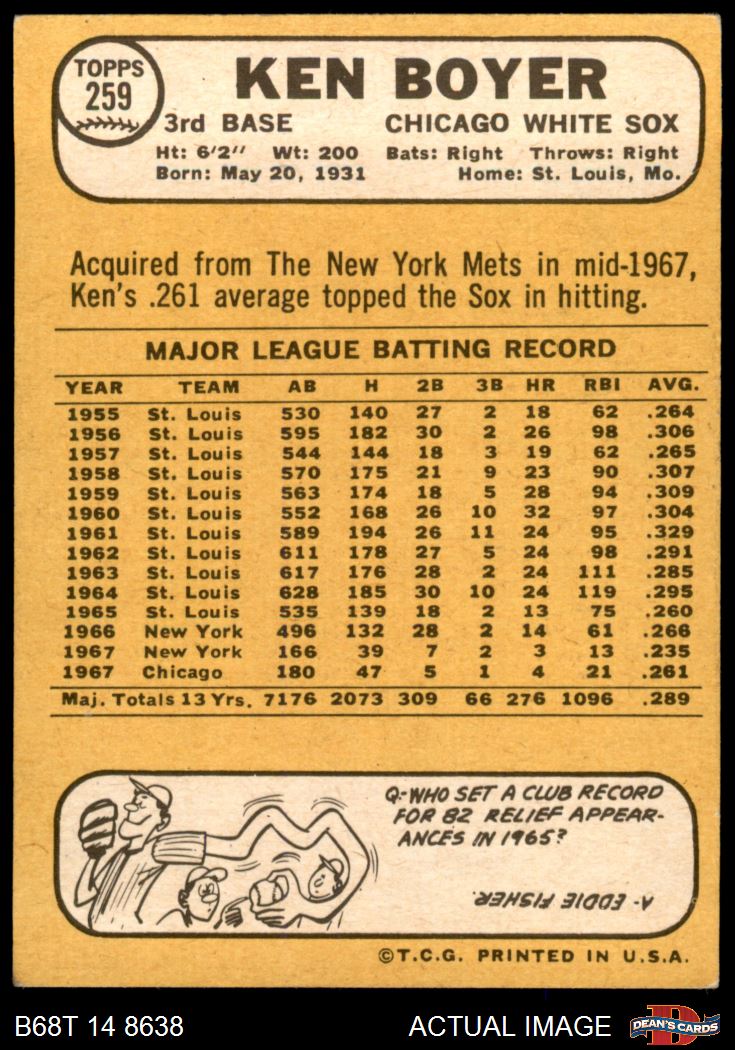 TOPPS
259
KEN BOYER
3rd BASE CHICAGO WHITE SOX
Ht: 6'2" Wt: 200 Bats: Right Throws: Right
Born: May 20, 1931 Home: St. Louis, Mo.
Acquired from The New York Mets in mid-1967,
Ken's .261 average topped the Sox in hitting.
MAJOR LEAGUE BATTING RECORD
YEAR TEAM AB H 2B 3B HR RBI AVG.
1955 St. Louis 530 140 27 2 18 62 .264
1956 St. Louis 595 182 30 2 26 98 .306
1957 St. Louis 544 144 18 3 19 62 .265
1958 St. Louis 570 175 21 9 23 90 .307
1959 St. Louis 563 174 18 5 28 94 .309
1960 St. Louis 552 168 26 10 32 97 .304
1961 St. Louis 589 194 26 11 24 95 .329
1962 St. Louis 611 178 27 5 24 98 .291
1963 St. Louis 617 176 28 2 24 111 .285
1964 St. Louis 628 185 30 10 24 119 .295
1965 St. Louis 535 139 18 2 13 75 .260
1966 New York 496 132 28 2 14 61 .266
1967 New York 166 39 7 2 3 13 .235
1967 Chicago 180 47 5 1 4 21 .261
Maj. Totals 13 Yrs. 7176 2073 309 66 276 1096 .289
Q-WHO SET A CLUB RECORD
FOR 82 RELIEF APPEAR-
ANCES IN 1965?
A- EDDIE FISHER.
©T.C.G. PRINTED IN U.S.A.
B68T 14 8638 ACTUAL IMAGE D DEAN'S CARDS